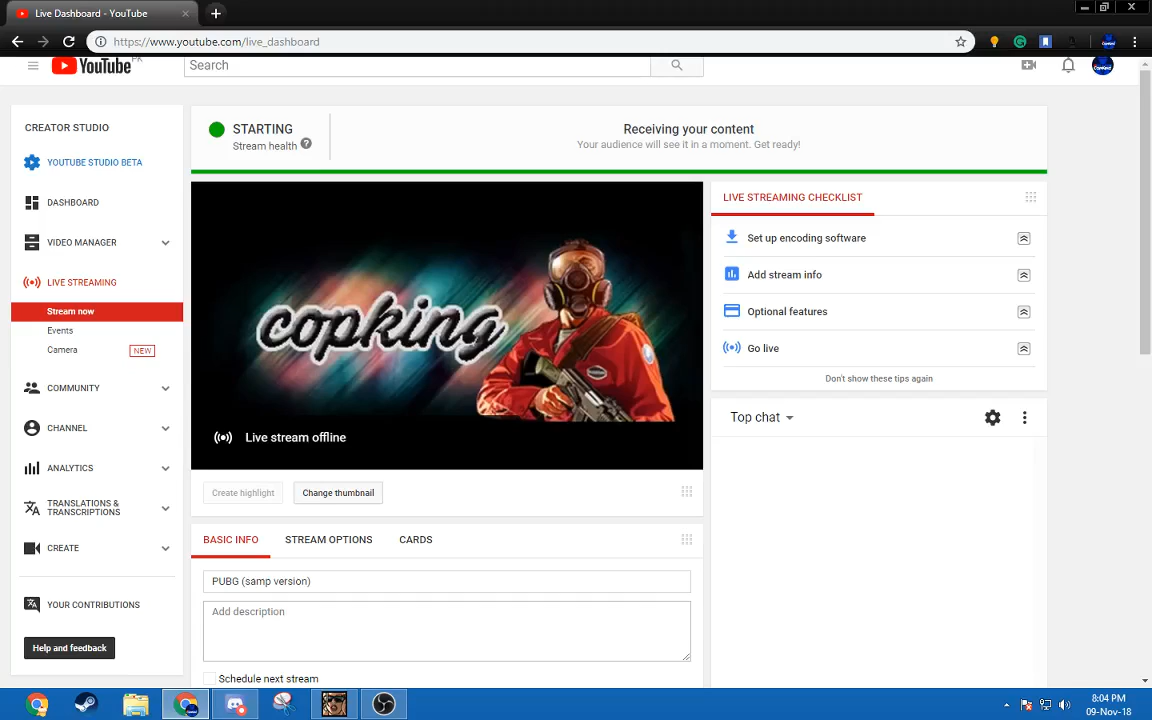 Live Dashboard - YouTube
https://www.youtube.com/live_dashboard
YouTube PK
Search
CREATOR STUDIO
YOUTUBE STUDIO BETA
DASHBOARD
VIDEO MANAGER
LIVE STREAMING
Stream now
Events
Camera NEW
COMMUNITY
CHANNEL
ANALYTICS
TRANSLATIONS &
TRANSCRIPTIONS
CREATE
YOUR CONTRIBUTIONS
Help and feedback
STARTING
Stream health ?
Receiving your content
Your audience will see it in a moment. Get ready!
copking
Live stream offline
Create highlight Change thumbnail
BASIC INFO STREAM OPTIONS CARDS
PUBG (samp version)
Add description
Schedule next stream
LIVE STREAMING CHECKLIST
Set up encoding software
Add stream info
Optional features
Go live
Don't show these tips again
Top chat
8:04 PM
09-Nov-18